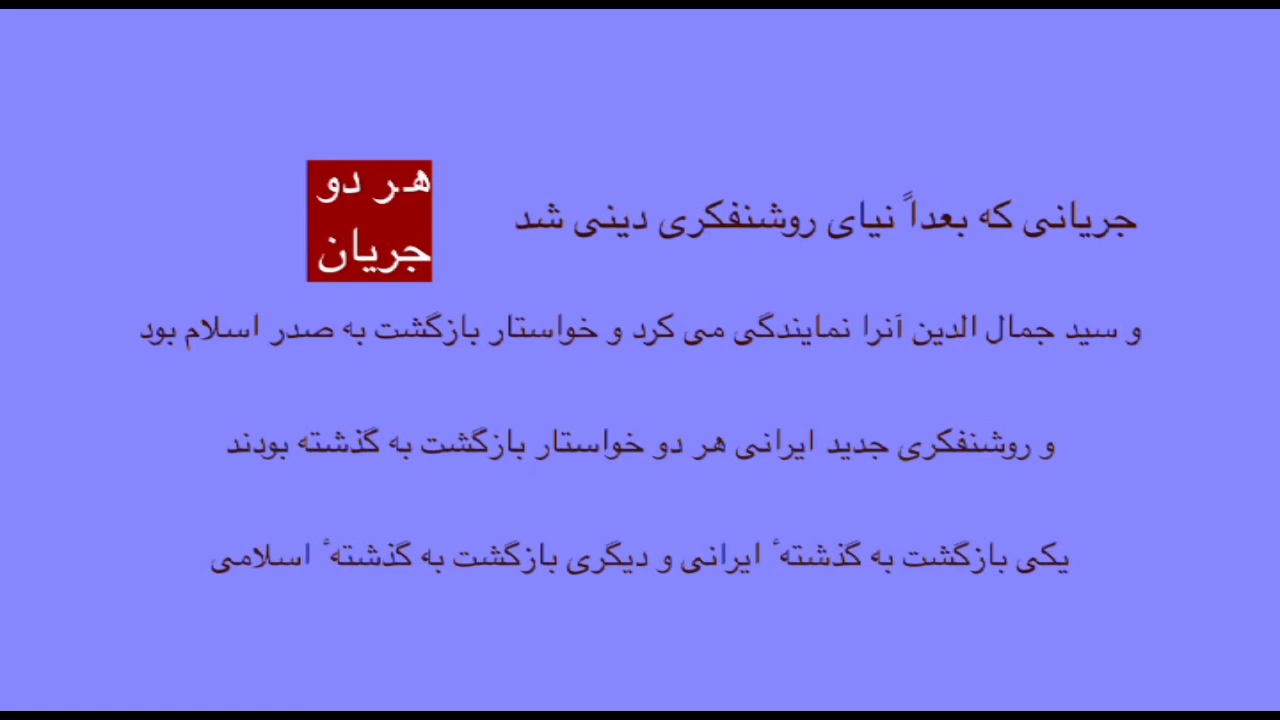 هر دو
جریان
جریانی که بعداً نیای روشنفکری دینی شد
و سید جمال الدین آنرا نمایندگی می کرد و خواستار بازگشت به صدر اسلام بود
و روشنفکری جدید ایرانی هر دو خواستار بازگشت به گذشته بودند
یکی بازگشت به گذشتهٔ ایرانی و دیگری بازگشت به گذشتهٔ اسلامی